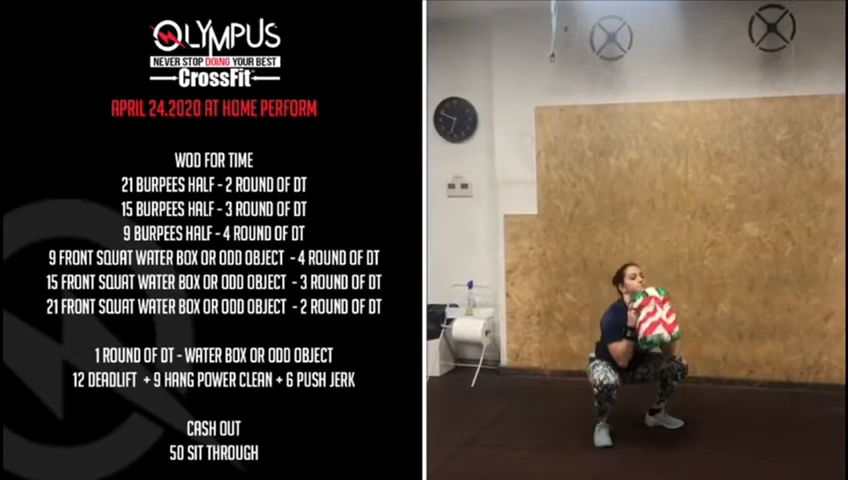 OLYMPUS
NEVER STOP DOING YOUR BEST
CrossFit
APRIL 24.2020 AT HOME PERFORM
WOD FOR TIME
21 BURPEES HALF - 2 ROUND OF DT
15 BURPEES HALF - 3 ROUND OF DT
9 BURPEES HALF - 4 ROUND OF DT
9 FRONT SQUAT WATER BOX OR ODD OBJECT - 4 ROUND OF DT
15 FRONT SQUAT WATER BOX OR ODD OBJECT - 3 ROUND OF DT
21 FRONT SQUAT WATER BOX OR ODD OBJECT - 2 ROUND OF DT
1 ROUND OF DT - WATER BOX OR ODD OBJECT
12 DEADLIFT + 9 HANG POWER CLEAN + 6 PUSH JERK
CASH OUT
50 SIT THROUGH